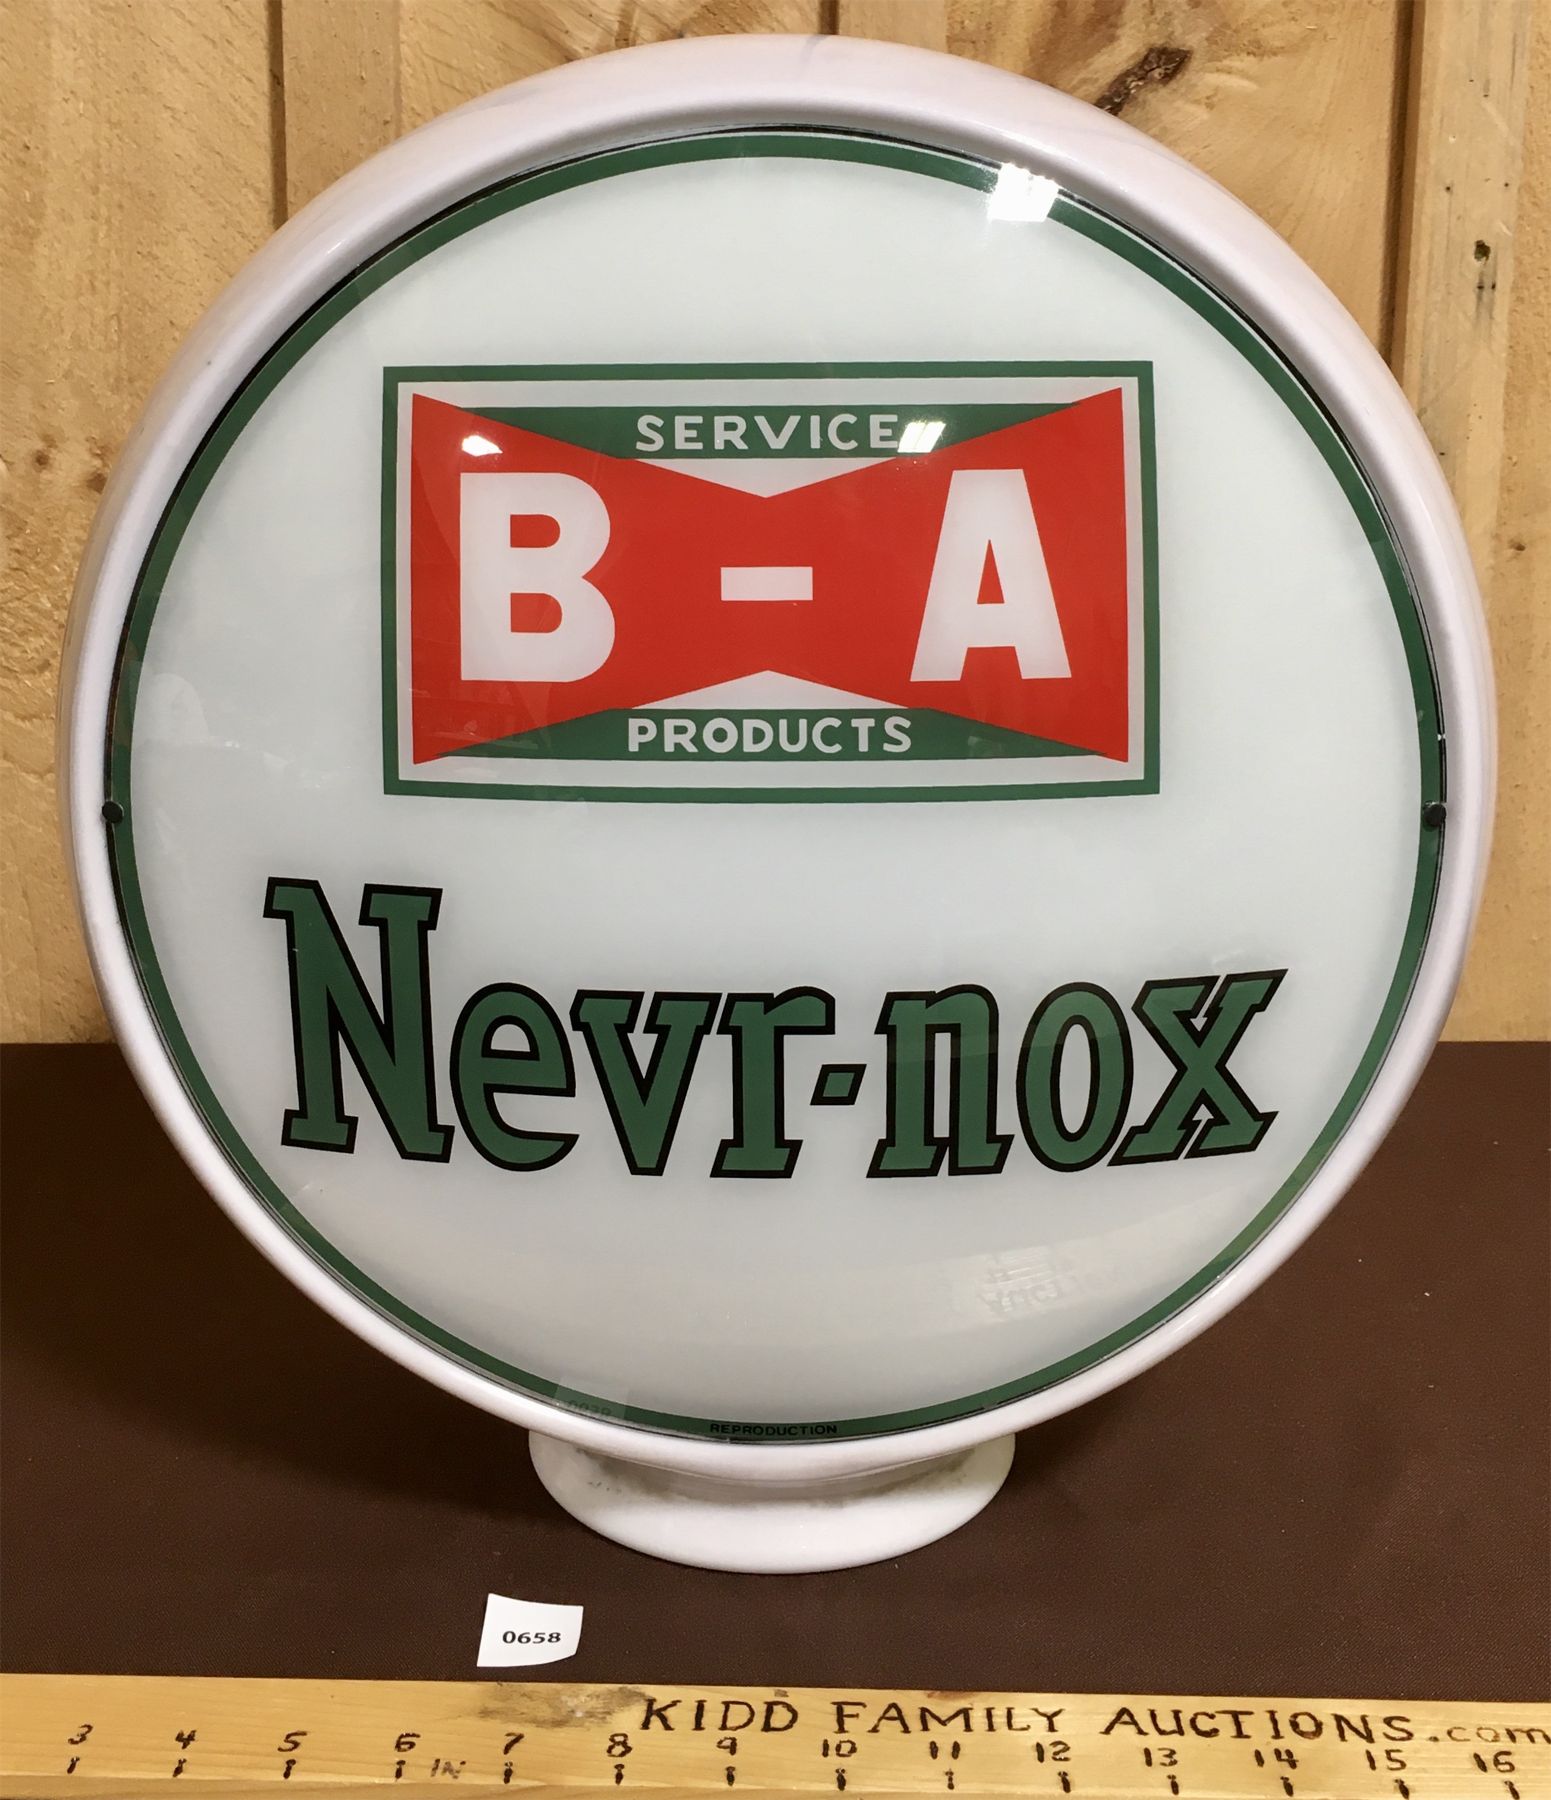 SERVICE
B-A
PRODUCTS
Nevr-nox
REPRODUCTION
0658
KIDD FAMILY AUCTIONS.com
3 4 5 6 IN 7 8 9 10 11 12 13 14 15 16